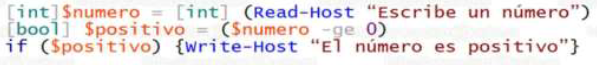 [int]$numero = [int] (Read-Host “Escribe un número”)
[bool] $positivo = ($numero -ge 0)
if ($positivo) {Write-Host “El número es positivo”}